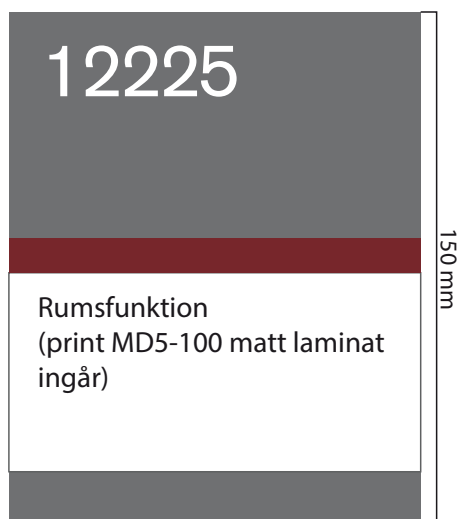 12225
Rumsfunktion
(print MD5-100 matt laminat
ingår)
150 mm